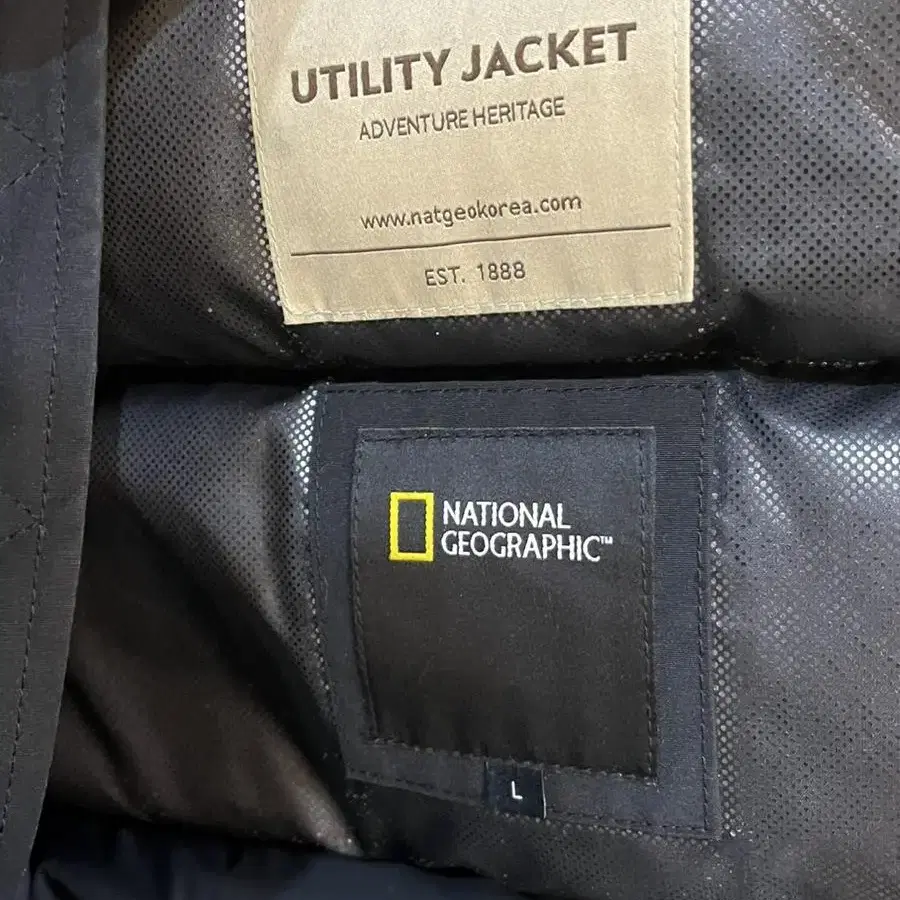 UTILITY JACKET
ADVENTURE HERITAGE
www.natgeokorea.com
EST. 1888
NATIONAL
GEOGRAPHIC™
L